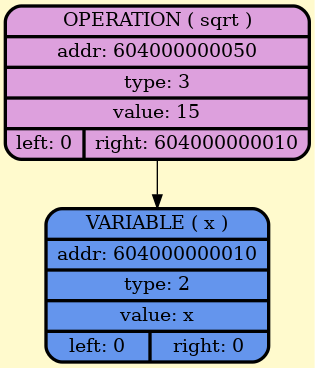 OPERATION ( sqrt )
addr: 604000000050
type: 3
value: 15
left: 0 right: 604000000010
VARIABLE ( x )
addr: 604000000010
type: 2
value: x
left: 0 right: 0